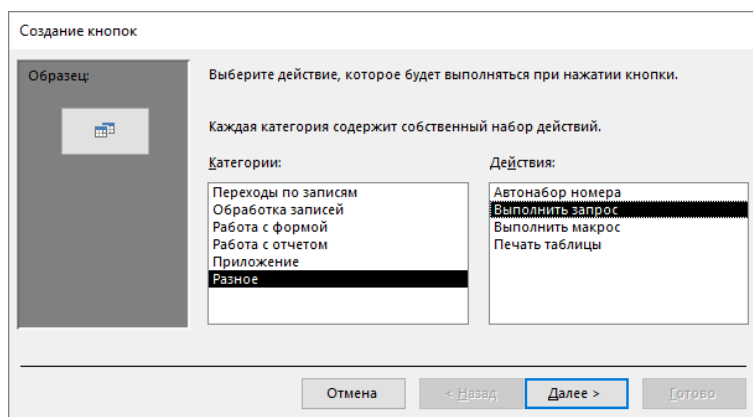 Создание кнопок
Образец:
Выберите действие, которое будет выполняться при нажатии кнопки.
Каждая категория содержит собственный набор действий.
Категории:
Переходы по записям
Обработка записей
Работа с формой
Работа с отчетом
Приложение
Разное
Действия:
Автонабор номера
Выполнить запрос
Выполнить макрос
Печать таблицы
Отмена
< Назад
Далее >
Готово